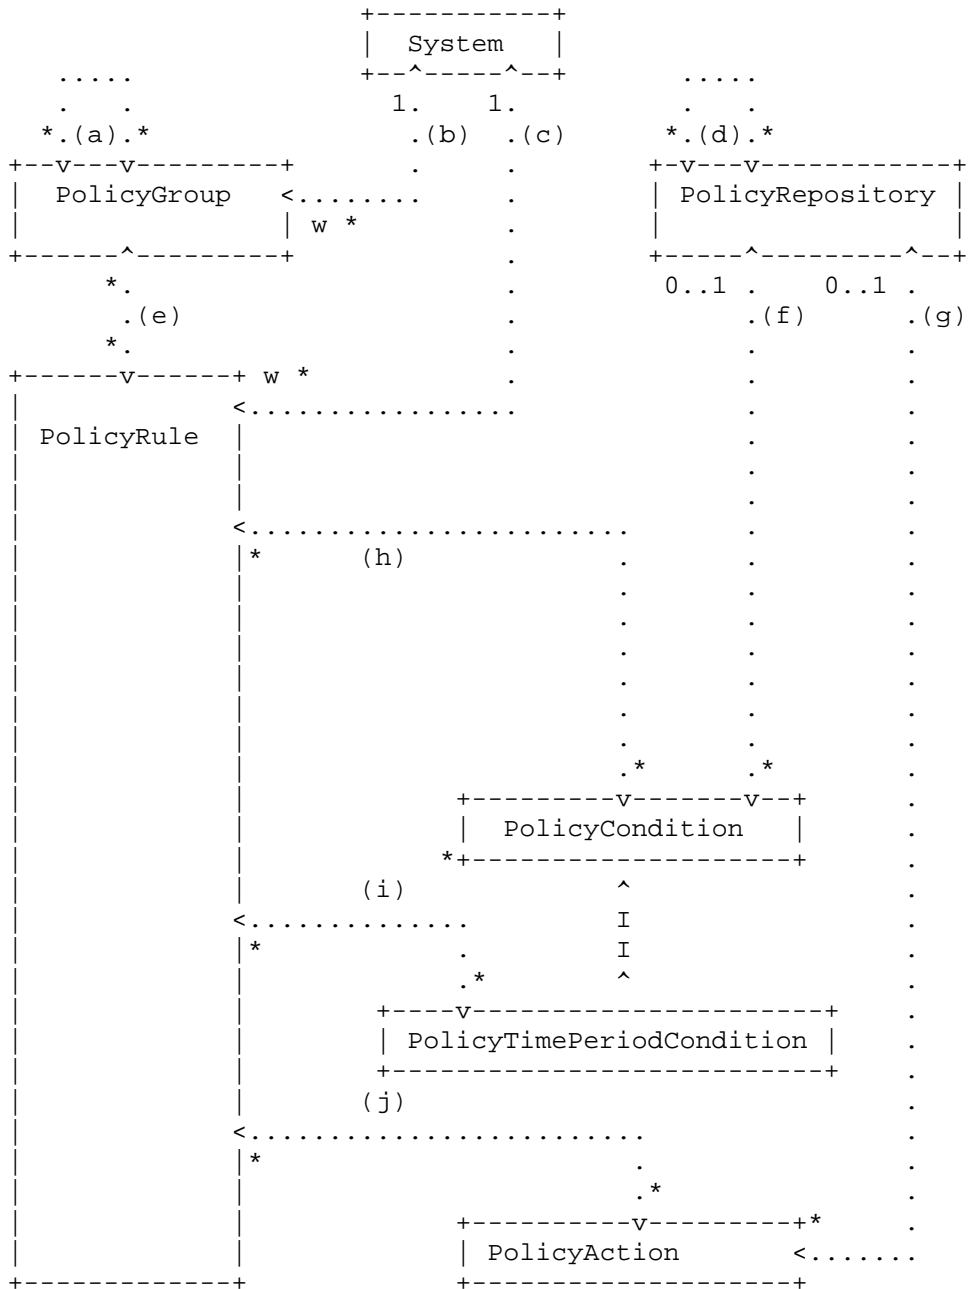 System
1. 1.
*.(a).* .(b) .(c) *.(d).*
PolicyGroup PolicyRepository
w *
*. 0..1 0..1
.(e) .(f) .(g)
*.
w *
PolicyRule
* (h)
.* .*
PolicyCondition
*
(i)
I
* I
.*
PolicyTimePeriodCondition
(j)
*
.*
*
PolicyAction